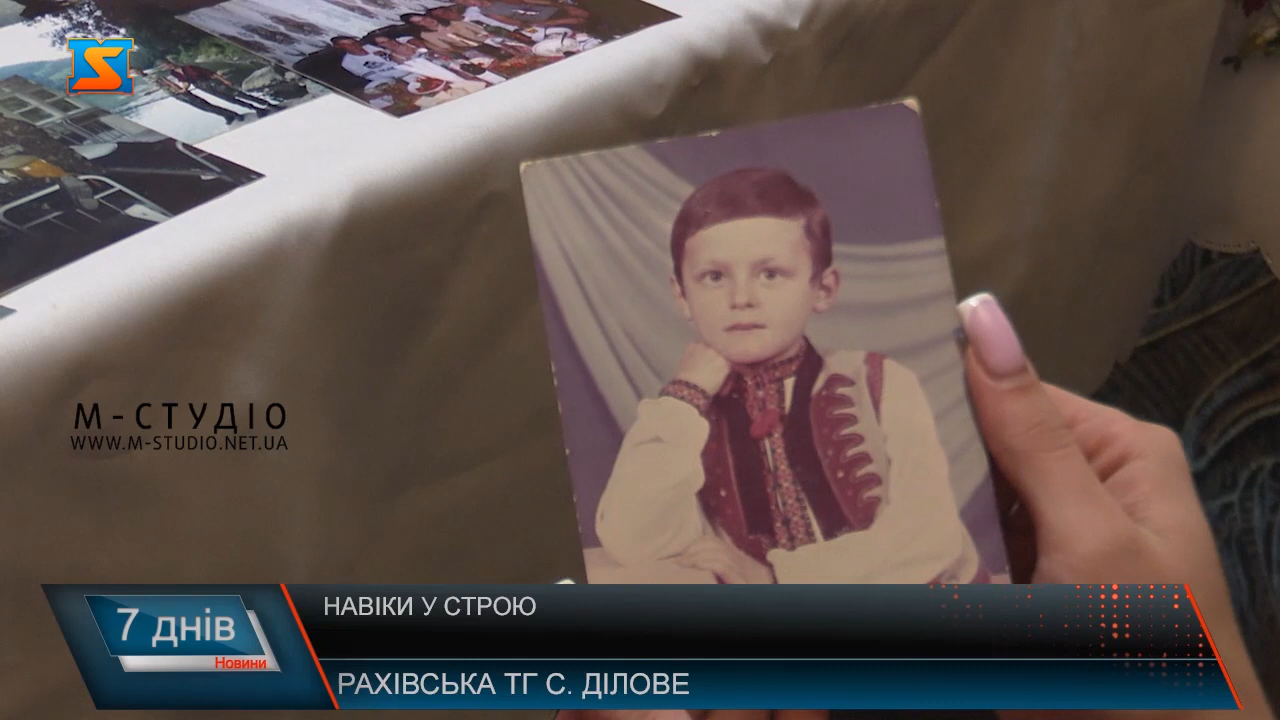 М-СТУДІО
WWW.M-STUDIO.NET.UA
7 днів
Новини
НАВІКИ У СТРОЮ
РАХІВСЬКА ТГ С. ДІЛОВЕ